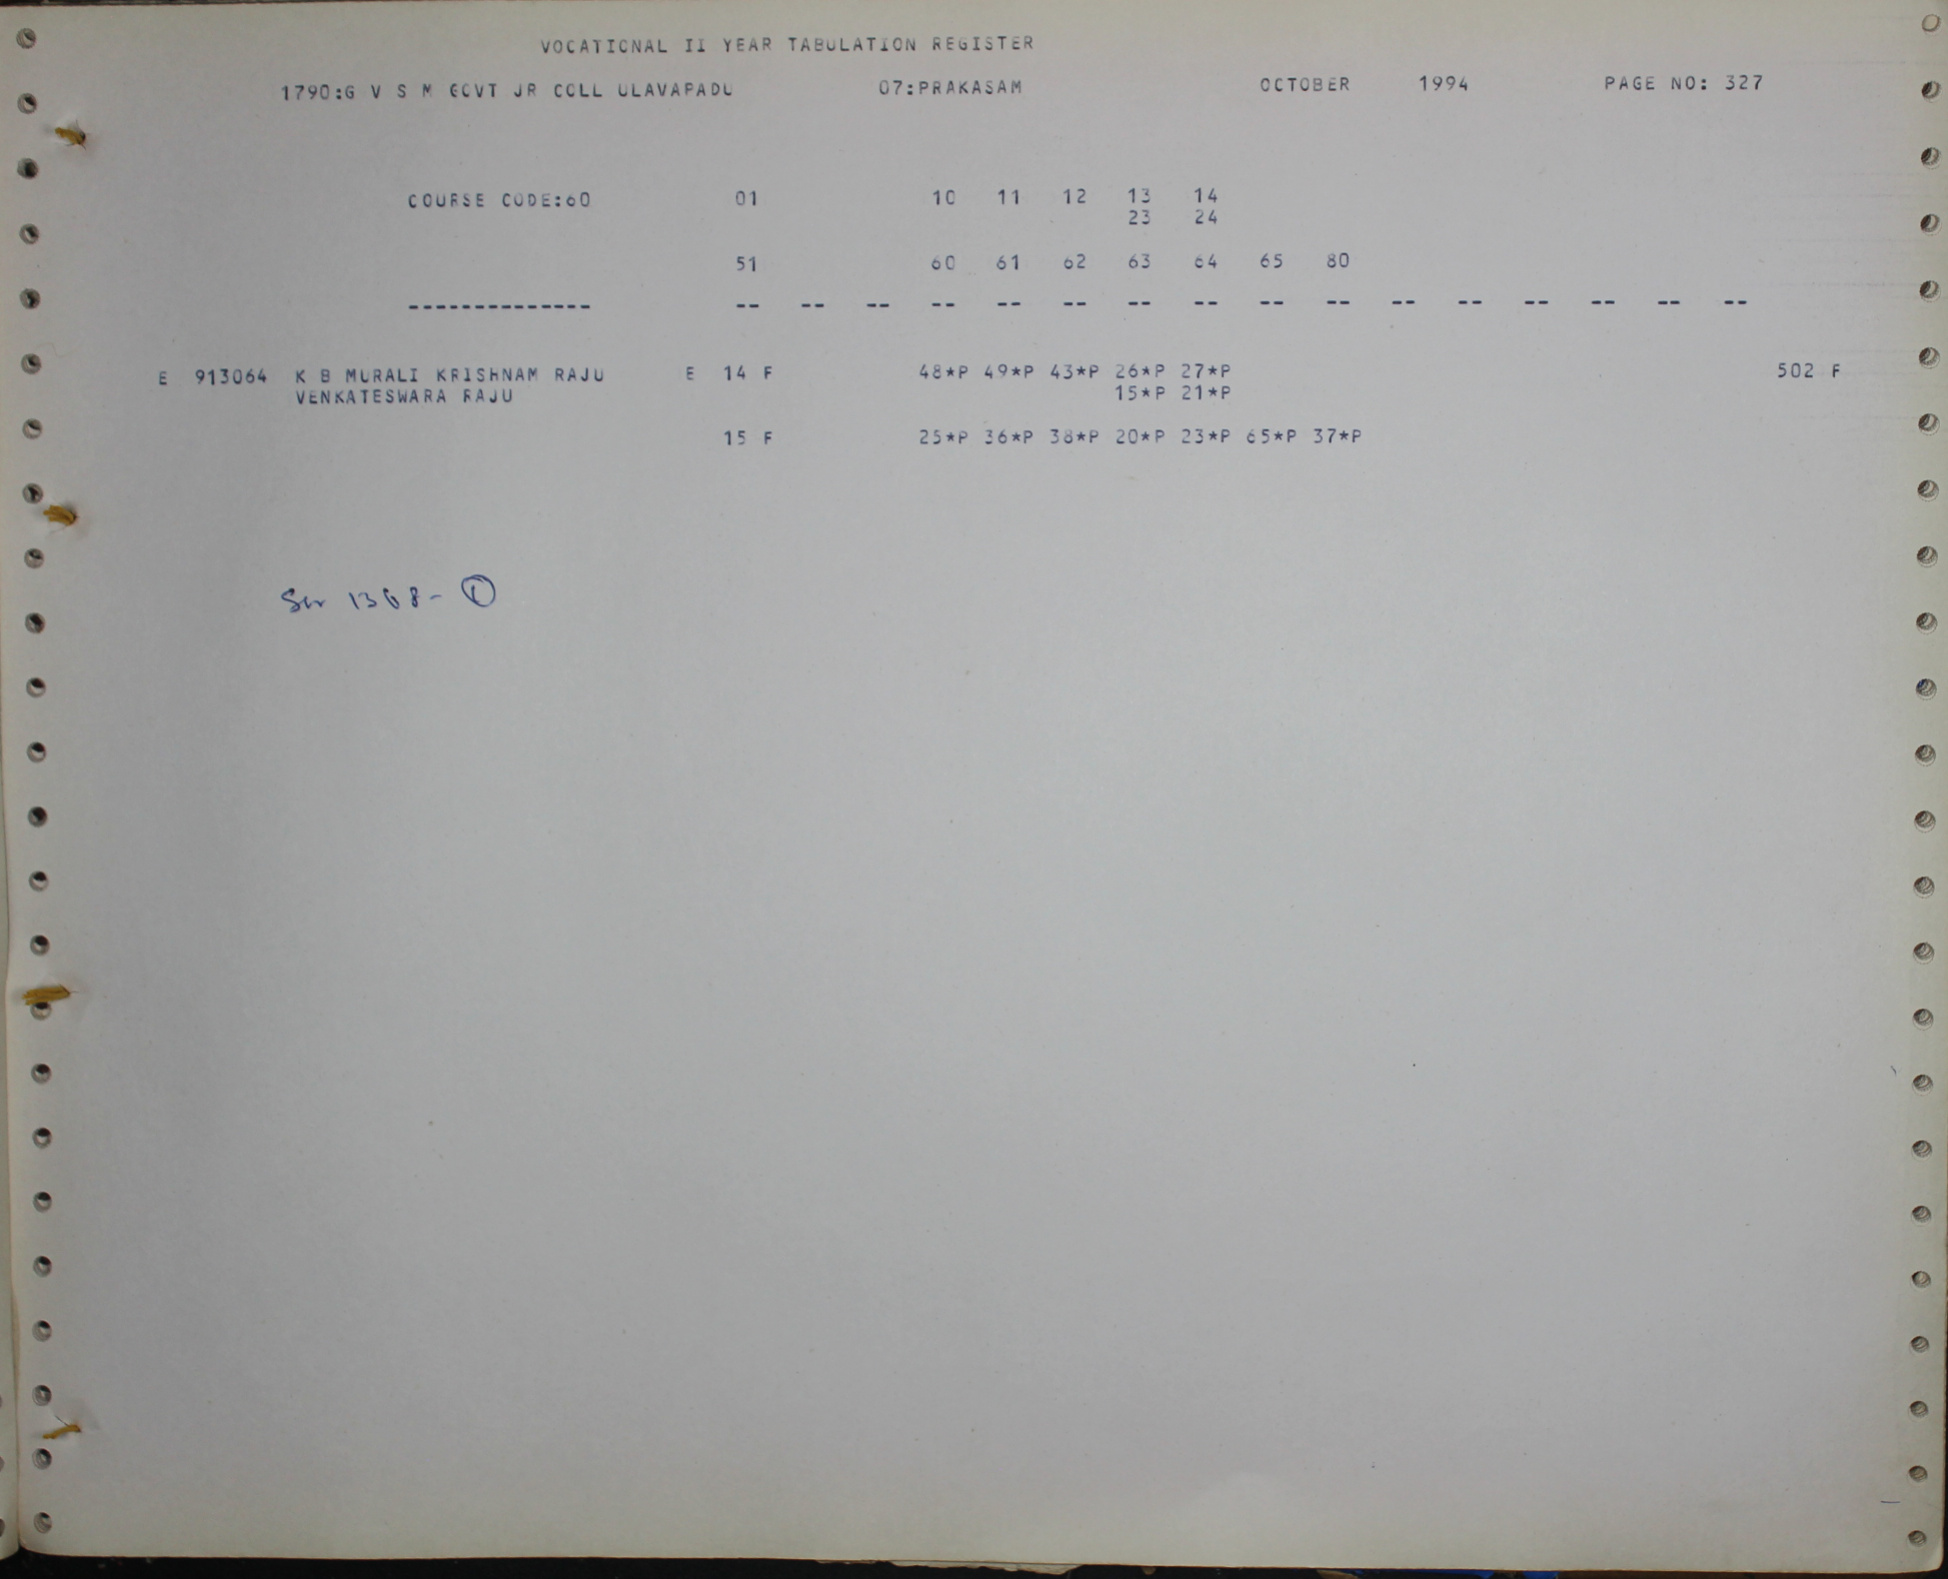 VOCATIONAL II YEAR TABULATION REGISTER
1790:G V S M GOVT JR COLL ULAVAPADU 07:PRAKASAM OCTOBER 1994 PAGE NO: 327
COURSE CODE:60 01 10 11 12 13 14
23 24
51 60 61 62 63 64 65 80
-------------- -- -- -- -- -- -- -- -- -- -- -- -- -- -- -- --
E 913064 K B MURALI KRISHNAM RAJU E 14 F 48*P 49*P 43*P 26*P 27*P 502 F
VENKATESWARA RAJU 15*P 21*P
15 F 25*P 36*P 38*P 20*P 23*P 65*P 37*P
1368- 1